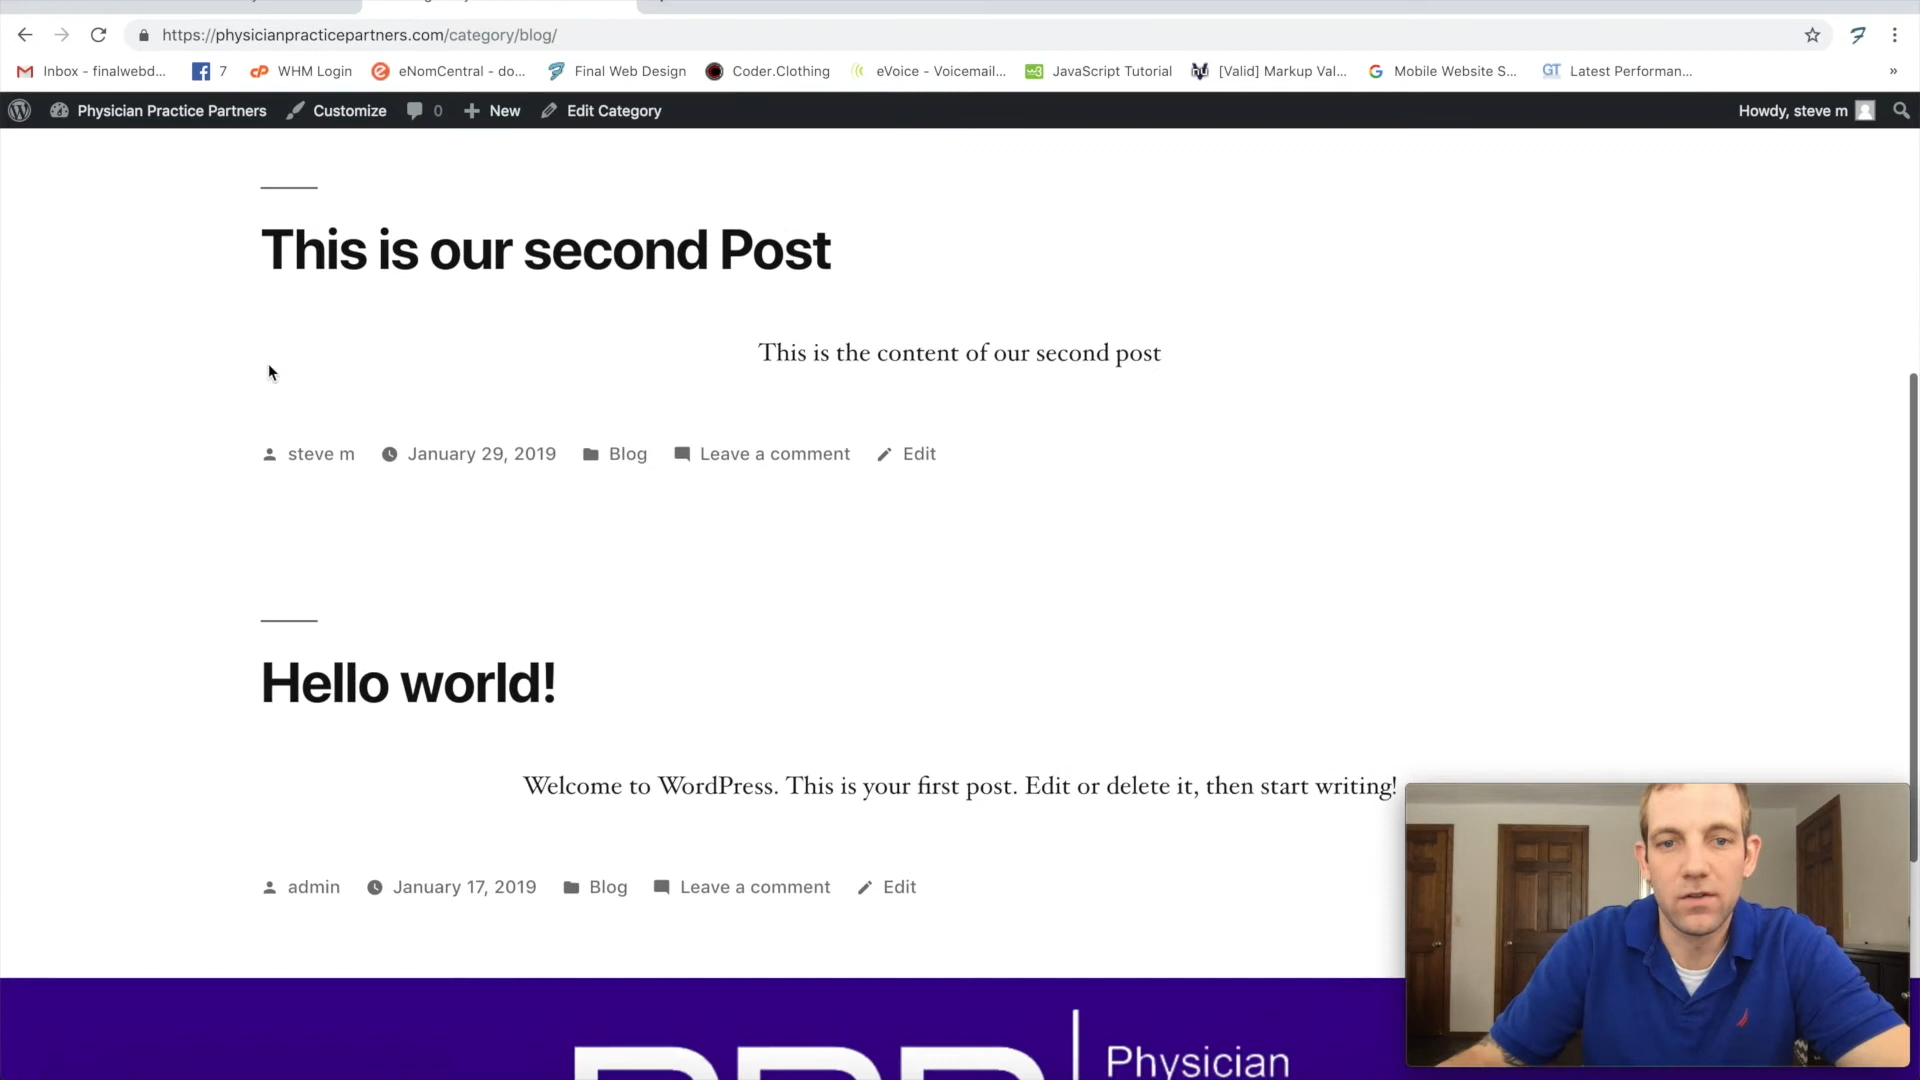 https://physicianpracticepartners.com/category/blog/
Inbox - finalwebd... 7 WHM Login eNomCentral - do... Final Web Design Coder.Clothing eVoice - Voicemail... JavaScript Tutorial [Valid] Markup Val... Mobile Website S... GT Latest Performan... »
Physician Practice Partners Customize 0 New Edit Category Howdy, steve m
This is our second Post
This is the content of our second post
steve m January 29, 2019 Blog Leave a comment Edit
Hello world!
Welcome to WordPress. This is your first post. Edit or delete it, then start writing!
admin January 17, 2019 Blog Leave a comment Edit
Physician